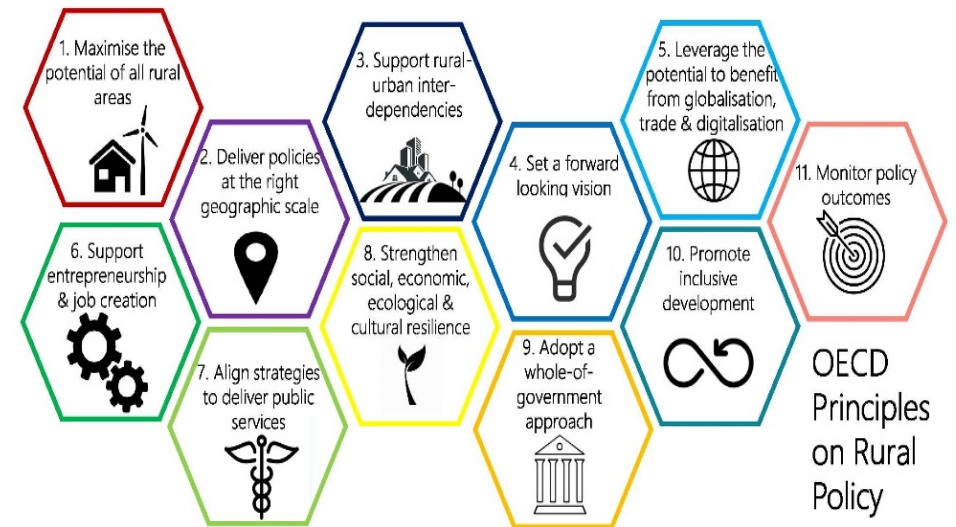 1. Maximise the
potential of all rural
areas
2. Deliver policies
at the right
geographic scale
3. Support rural-
urban inter-
dependencies
4. Set a forward
looking vision
5. Leverage the
potential to benefit
from globalisation,
trade & digitalisation
6. Support
entrepreneurship
& job creation
7. Align strategies
to deliver public
services
8. Strengthen
social, economic,
ecological &
cultural resilience
9. Adopt a
whole-of-
government
approach
10. Promote
inclusive
development
11. Monitor policy
outcomes
OECD
Principles
on Rural
Policy